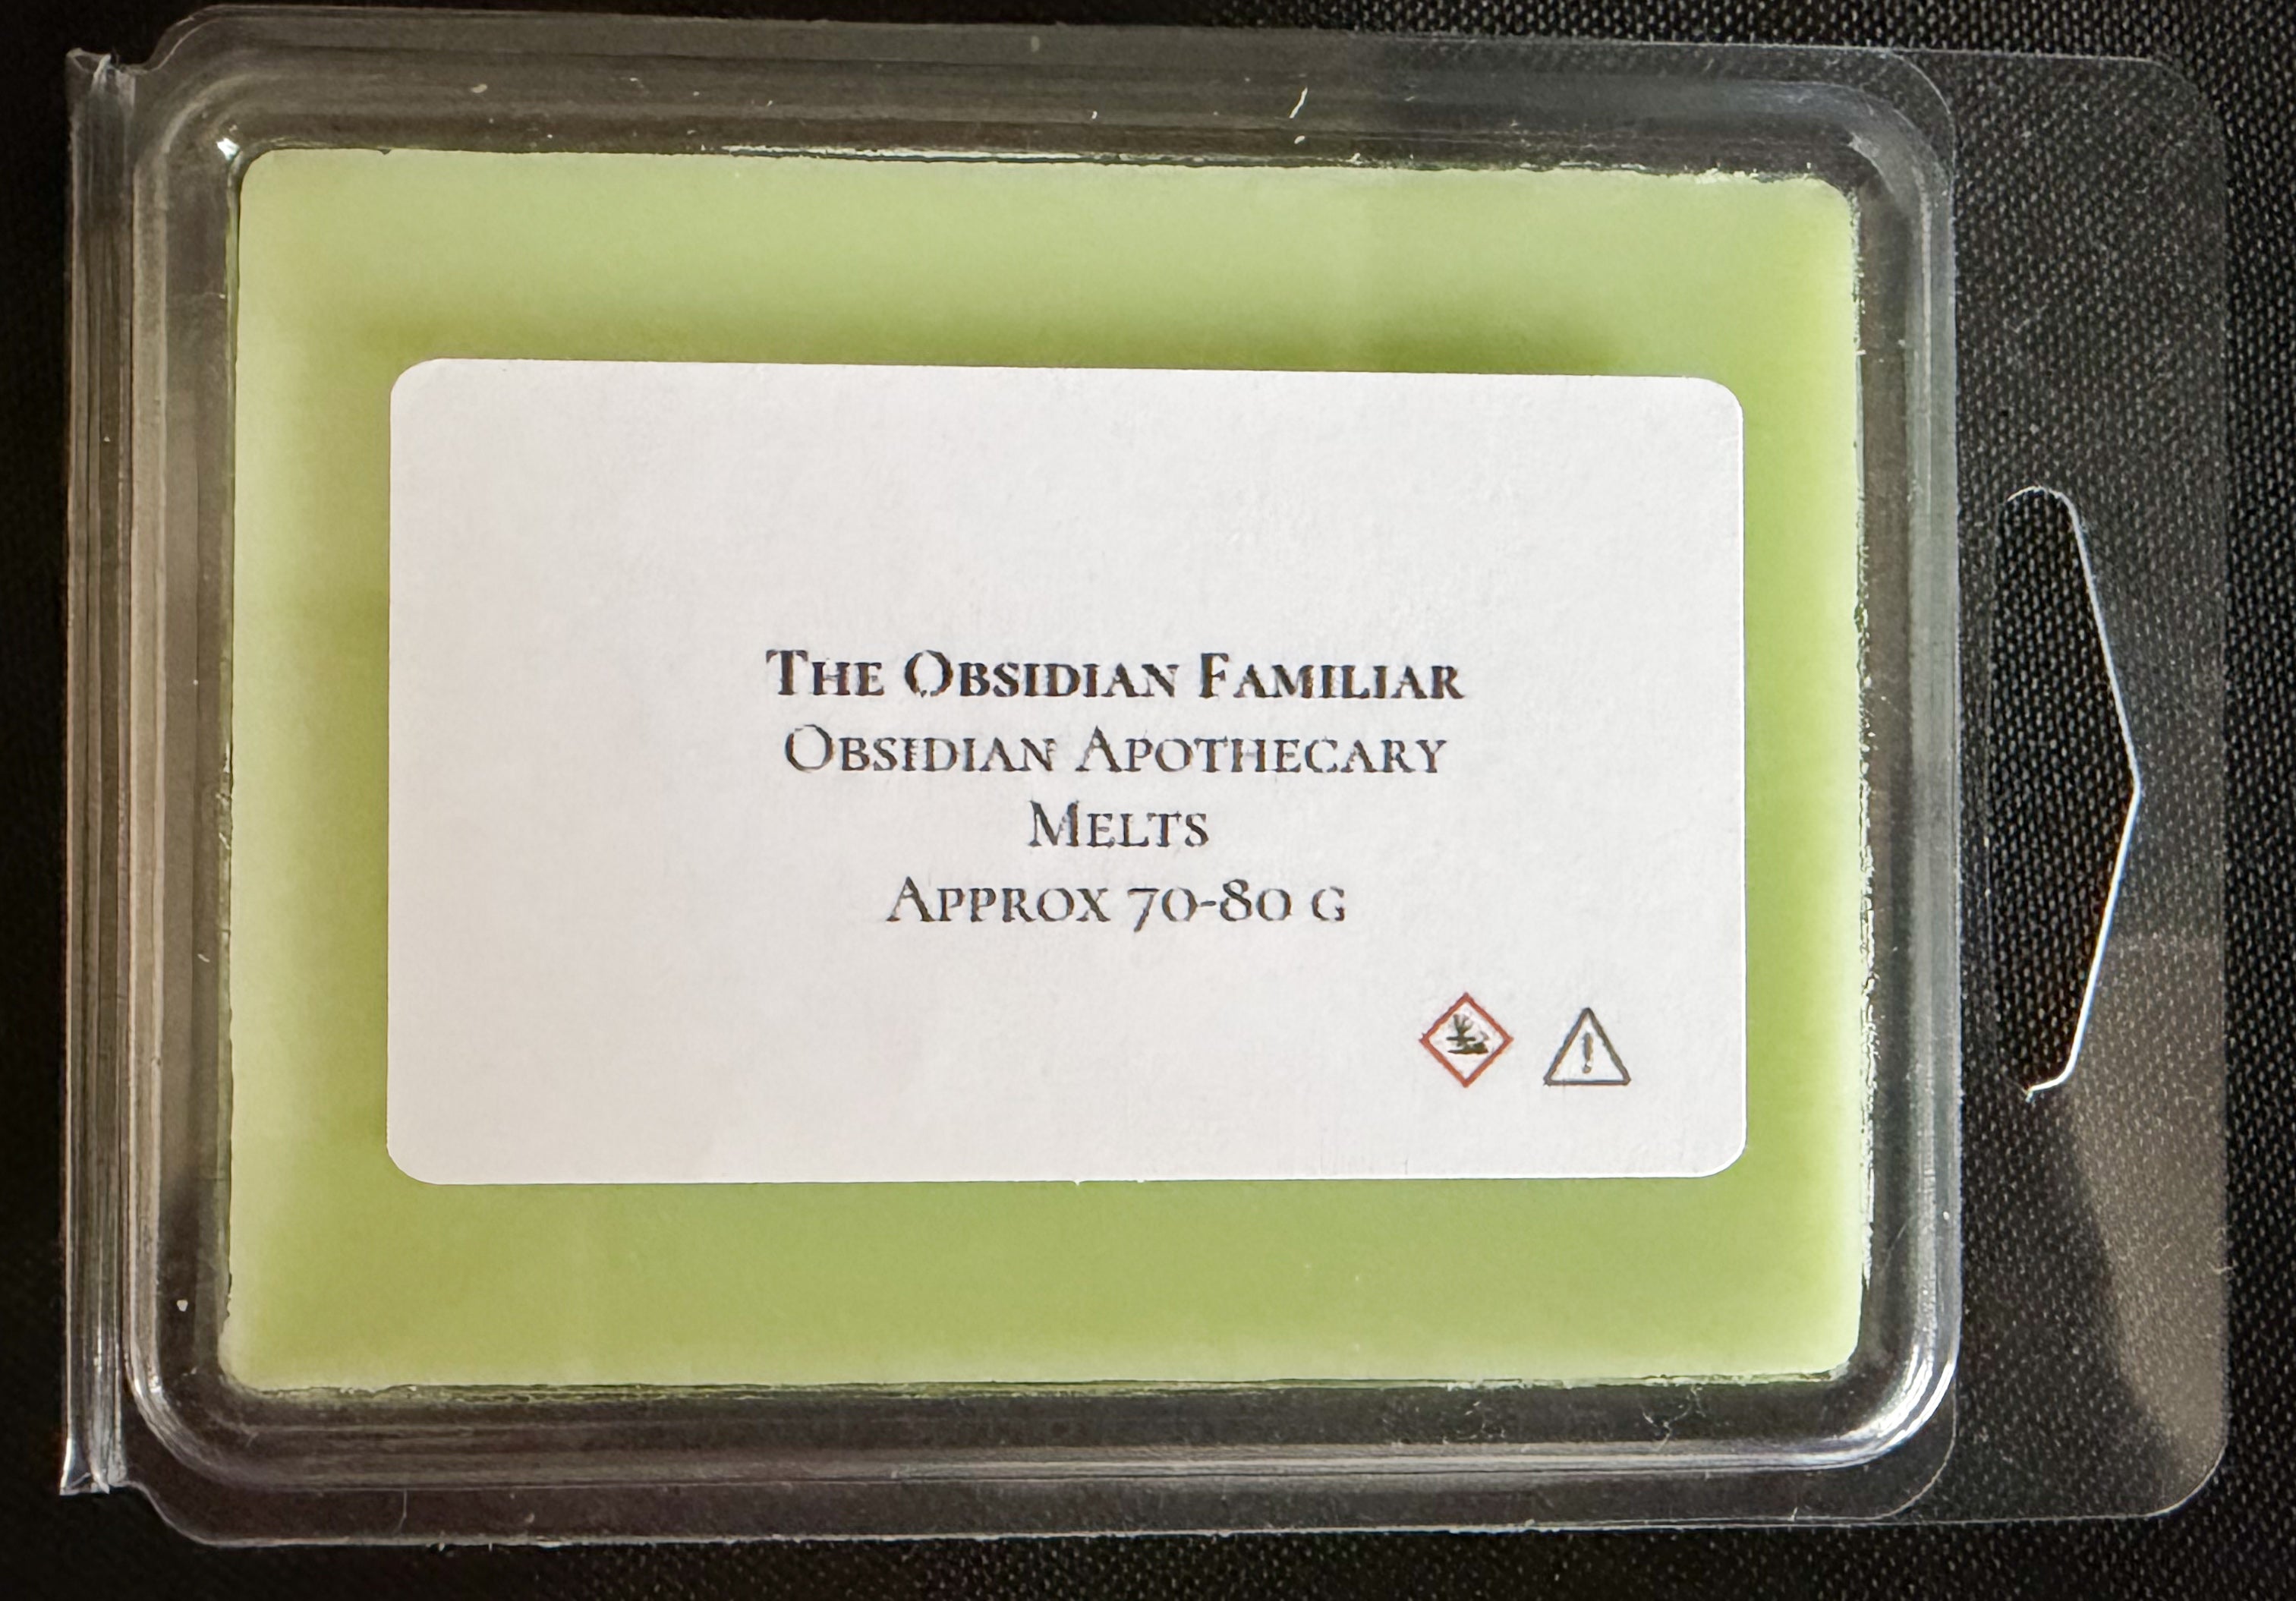 The Obsidian Familiar
Obsidian Apothecary
Melts
Approx 70-80 g
!